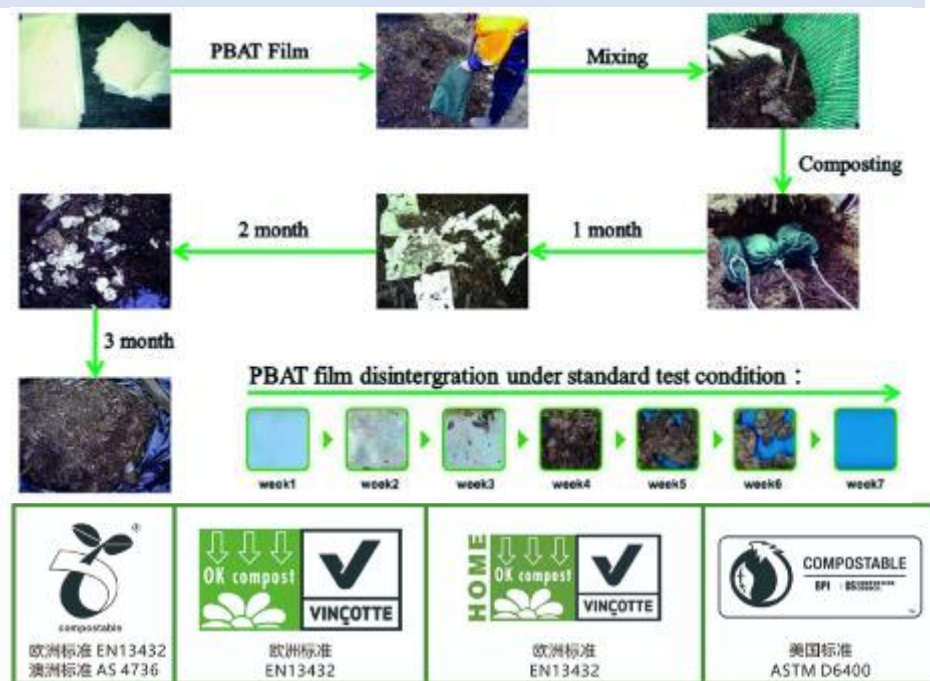 PBAT Film
Mixing
Composting
1 month
2 month
3 month
PBAT film disintergration under standard test condition :
week1
week2
week3
week4
week5
week6
week7
compostable
欧洲标准 EN13432
澳洲标准 AS 4736
OK compost
VINÇOTTE
欧洲标准
EN13432
HOME
OK compost
VINÇOTTE
欧洲标准
EN13432
COMPOSTABLE
BPI
美国标准
ASTM D6400